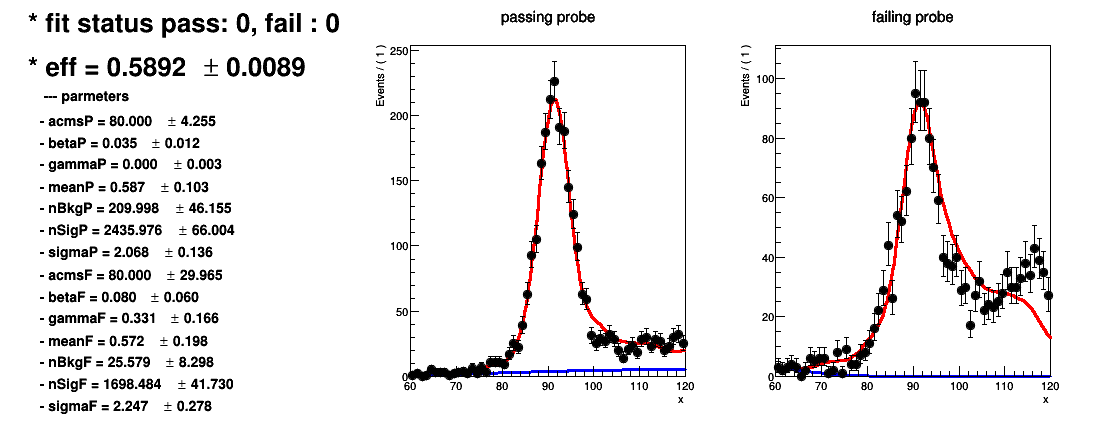 * fit status pass: 0, fail : 0
* eff = 0.5892 ± 0.0089
--- parmeters
- acmsP = 80.000 ± 4.255
- betaP = 0.035 ± 0.012
- gammaP = 0.000 ± 0.003
- meanP = 0.587 ± 0.103
- nBkgP = 209.998 ± 46.155
- nSigP = 2435.976 ± 66.004
- sigmaP = 2.068 ± 0.136
- acmsF = 80.000 ± 29.965
- betaF = 0.080 ± 0.060
- gammaF = 0.331 ± 0.166
- meanF = 0.572 ± 0.198
- nBkgF = 25.579 ± 8.298
- nSigF = 1698.484 ± 41.730
- sigmaF = 2.247 ± 0.278
passing probe
Events / ( 1 )
250
200
150
100
50
0
60 70 80 90 100 110 120
x
failing probe
Events / ( 1 )
100
80
60
40
20
0
60 70 80 90 100 110 120
x